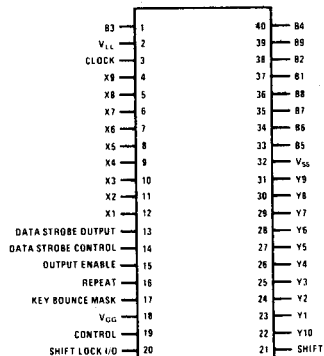 B3 1 40 B4
VLL 2 39 B9
CLOCK 3 38 B2
X9 4 37 B1
X8 5 36 B8
X7 6 35 B7
X6 7 34 B6
X5 8 33 B5
X4 9 32 VSS
X3 10 31 Y9
X2 11 30 Y8
X1 12 29 Y7
DATA STROBE OUTPUT 13 28 Y6
DATA STROBE CONTROL 14 27 Y5
OUTPUT ENABLE 15 26 Y4
REPEAT 16 25 Y3
KEY BOUNCE MASK 17 24 Y2
VGG 18 23 Y1
CONTROL 19 22 Y10
SHIFT LOCK I/O 20 21 SHIFT